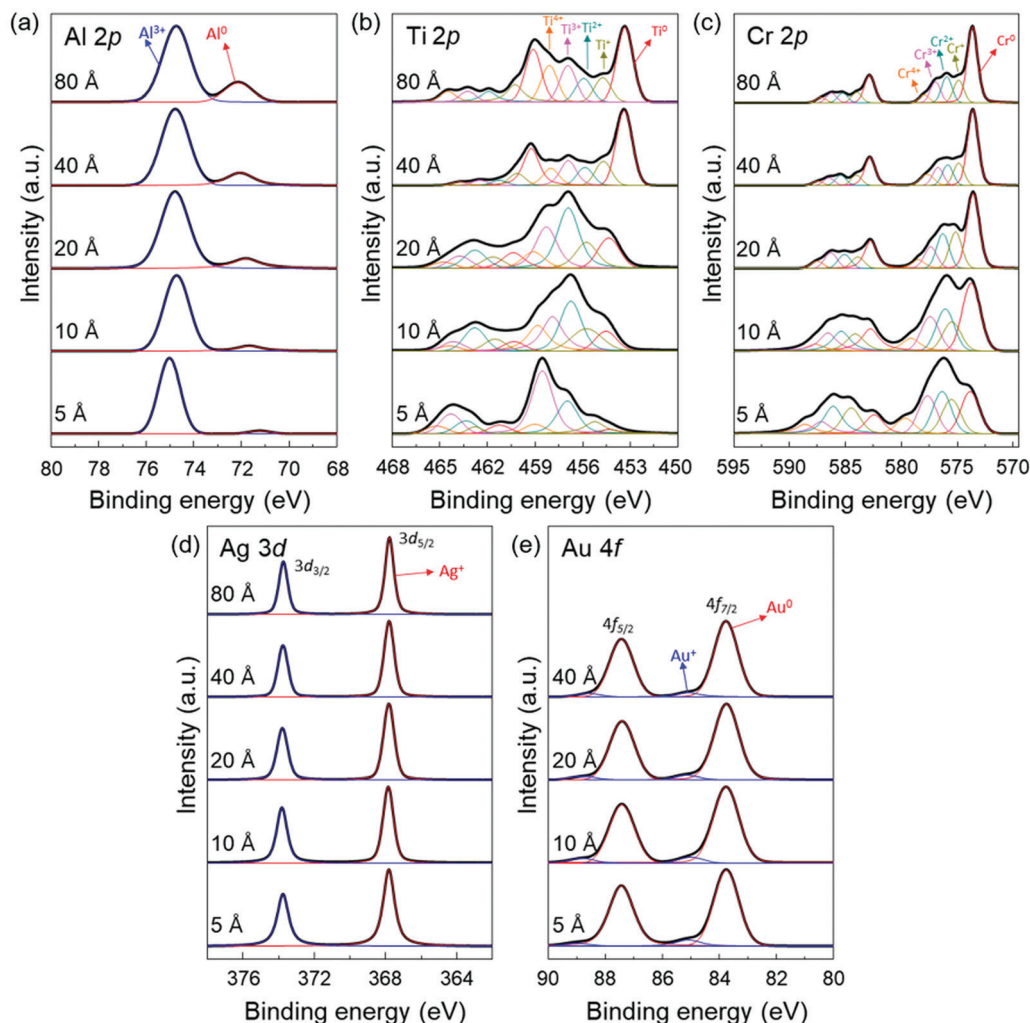 (a)
Al 2p
Al³⁺
Al⁰
80 Å
40 Å
20 Å
10 Å
5 Å
Intensity (a.u.)
80 78 76 74 72 70 68
Binding energy (eV)
(b)
Ti 2p
Ti⁴⁺
Ti³⁺
Ti²⁺
Ti⁺
Ti⁰
80 Å
40 Å
20 Å
10 Å
5 Å
Intensity (a.u.)
468 465 462 459 456 453 450
Binding energy (eV)
(c)
Cr 2p
Cr⁴⁺
Cr³⁺
Cr²⁺
Cr⁺
Cr⁰
80 Å
40 Å
20 Å
10 Å
5 Å
Intensity (a.u.)
595 590 585 580 575 570
Binding energy (eV)
(d)
Ag 3d
3d₃/₂
3d₅/₂
Ag⁺
80 Å
40 Å
20 Å
10 Å
5 Å
Intensity (a.u.)
376 372 368 364
Binding energy (eV)
(e)
Au 4f
4f₅/₂
4f₇/₂
Au⁺
Au⁰
40 Å
20 Å
10 Å
5 Å
Intensity (a.u.)
90 88 86 84 82 80
Binding energy (eV)